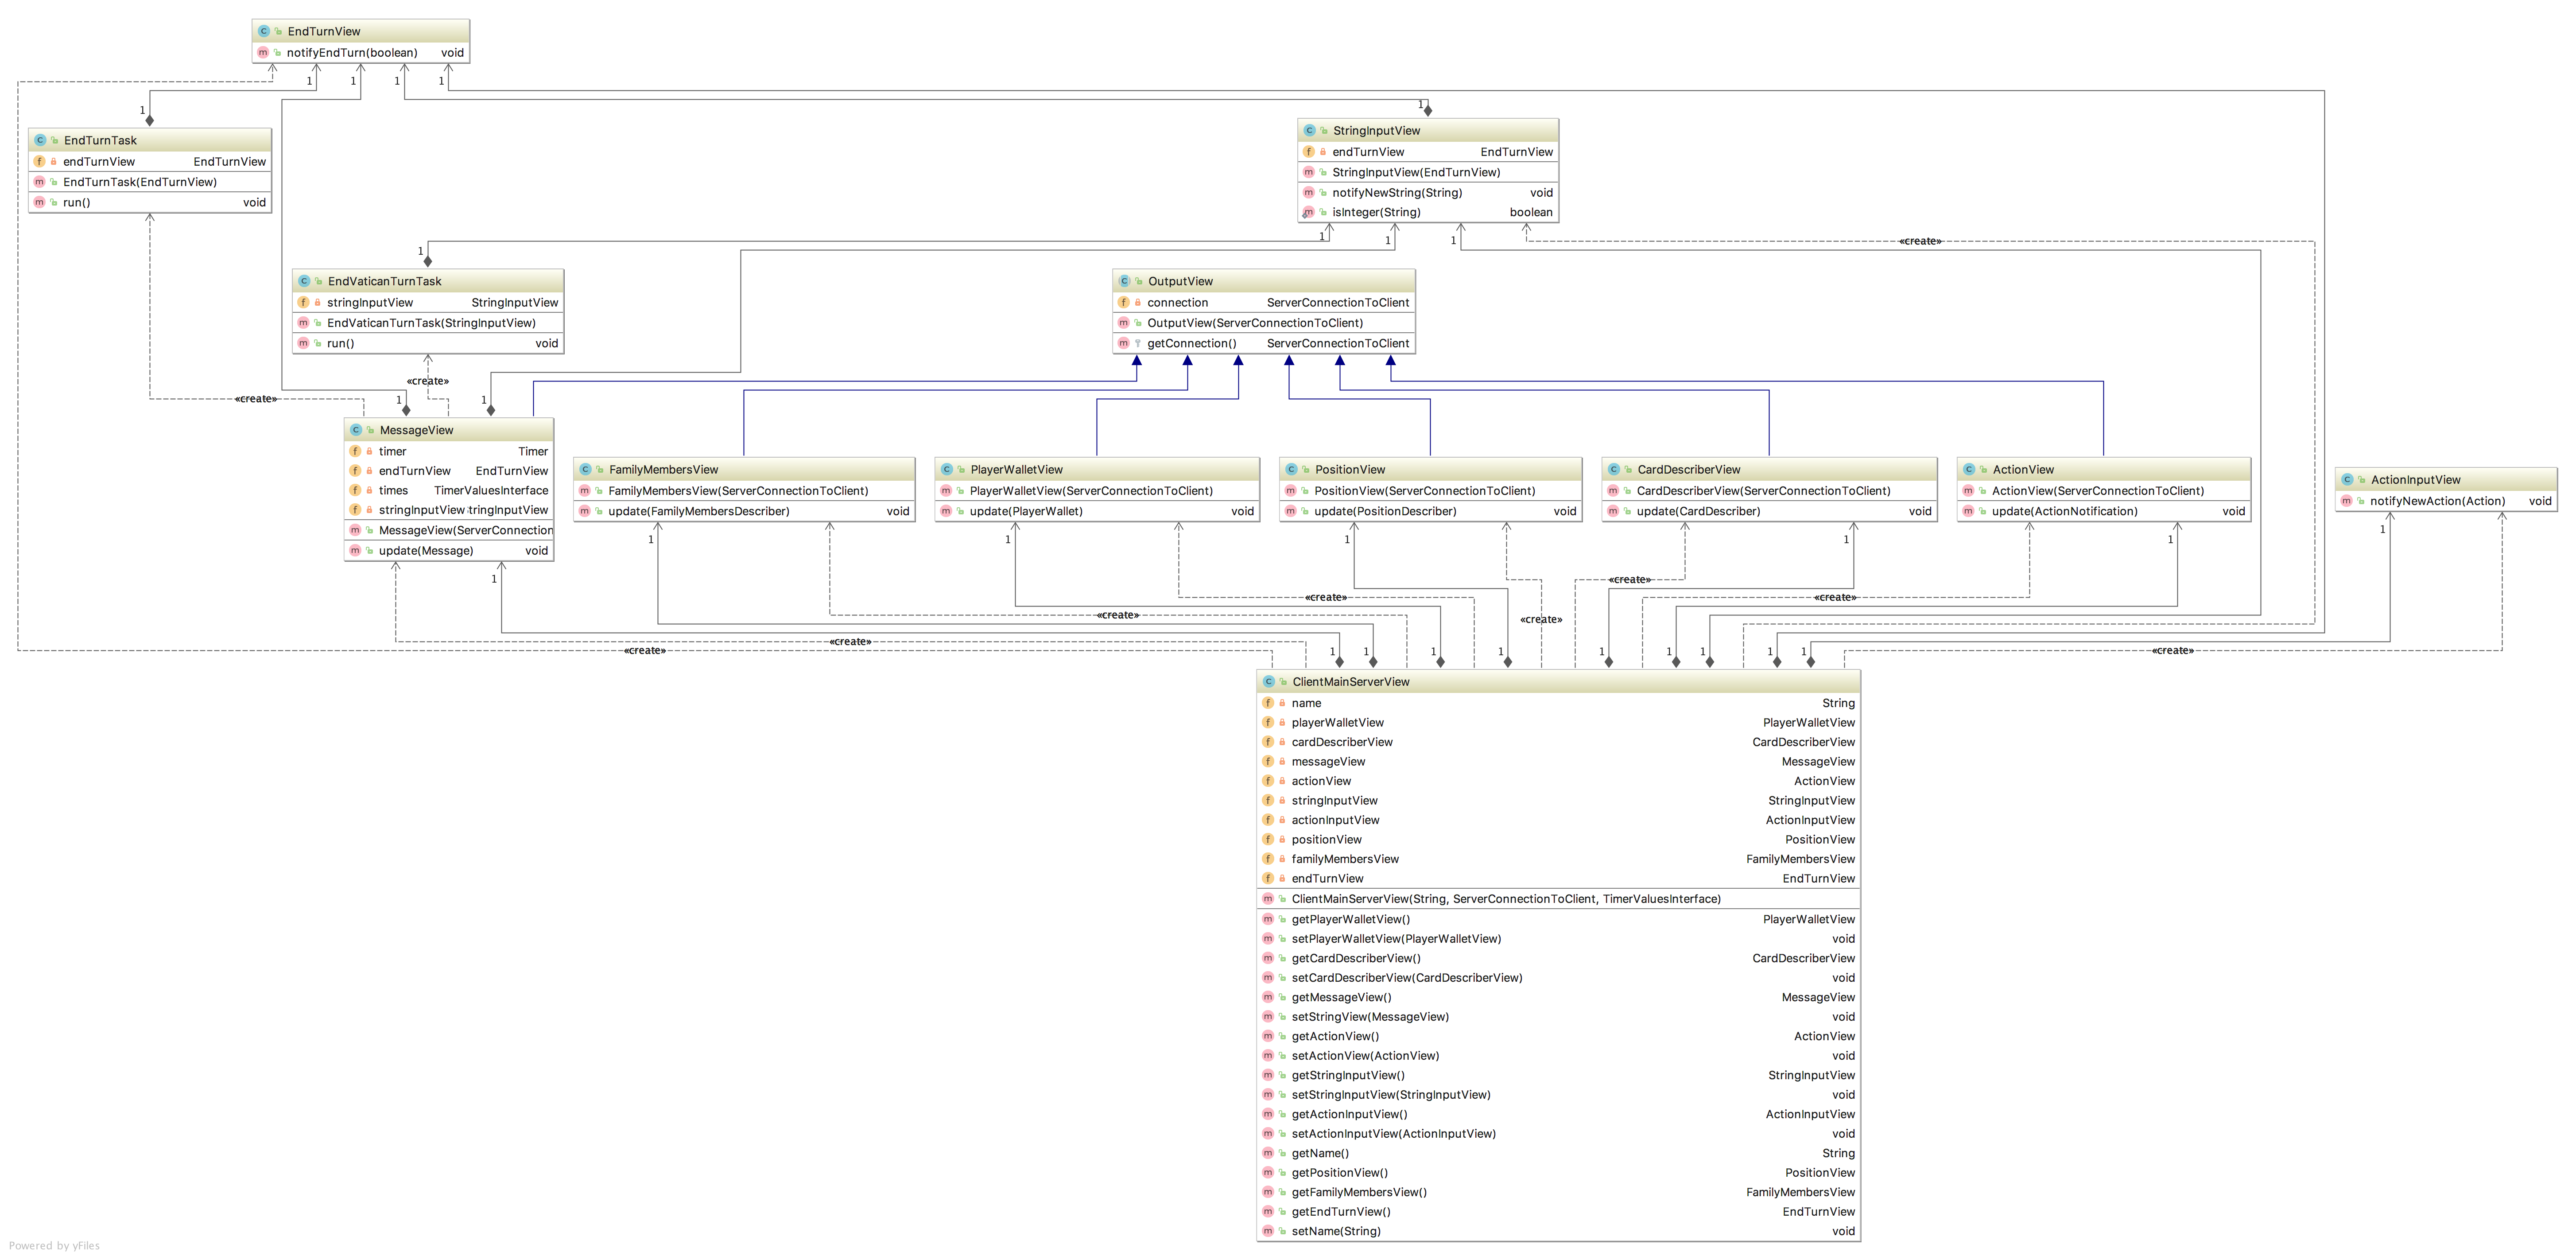 EndTurnView
notifyEndTurn(boolean) void
1 1 1 1
1
1
EndTurnTask
endTurnView EndTurnView
EndTurnTask(EndTurnView)
run() void
StringInputView
endTurnView EndTurnView
StringInputView(EndTurnView)
notifyNewString(String) void
isInteger(String) boolean
1 1 1
«create»
1
EndVaticanTurnTask
stringInputView StringInputView
EndVaticanTurnTask(StringInputView)
run() void
OutputView
connection ServerConnectionToClient
OutputView(ServerConnectionToClient)
getConnection() ServerConnectionToClient
«create»
«create»
1 1
MessageView
timer Timer
endTurnView EndTurnView
times TimerValuesInterface
stringInputView tringInputView
MessageView(ServerConnection
update(Message) void
FamilyMembersView
FamilyMembersView(ServerConnectionToClient)
update(FamilyMembersDescriber) void
PlayerWalletView
PlayerWalletView(ServerConnectionToClient)
update(PlayerWallet) void
PositionView
PositionView(ServerConnectionToClient)
update(PositionDescriber) void
CardDescriberView
CardDescriberView(ServerConnectionToClient)
update(CardDescriber) void
ActionView
ActionView(ServerConnectionToClient)
update(ActionNotification) void
ActionInputView
notifyNewAction(Action) void
1 1 1 1 1 1 1
«create»
«create» «create»
«create» «create»
«create»
«create» «create»
1 1 1 1 1 1 1 1 1
ClientMainServerView
name String
playerWalletView PlayerWalletView
cardDescriberView CardDescriberView
messageView MessageView
actionView ActionView
stringInputView StringInputView
actionInputView ActionInputView
positionView PositionView
familyMembersView FamilyMembersView
endTurnView EndTurnView
ClientMainServerView(String, ServerConnectionToClient, TimerValuesInterface)
getPlayerWalletView() PlayerWalletView
setPlayerWalletView(PlayerWalletView) void
getCardDescriberView() CardDescriberView
setCardDescriberView(CardDescriberView) void
getMessageView() MessageView
setStringView(MessageView) void
getActionView() ActionView
setActionView(ActionView) void
getStringInputView() StringInputView
setStringInputView(StringInputView) void
getActionInputView() ActionInputView
setActionInputView(ActionInputView) void
getName() String
getPositionView() PositionView
getFamilyMembersView() FamilyMembersView
getEndTurnView() EndTurnView
setName(String) void
Powered by yFiles